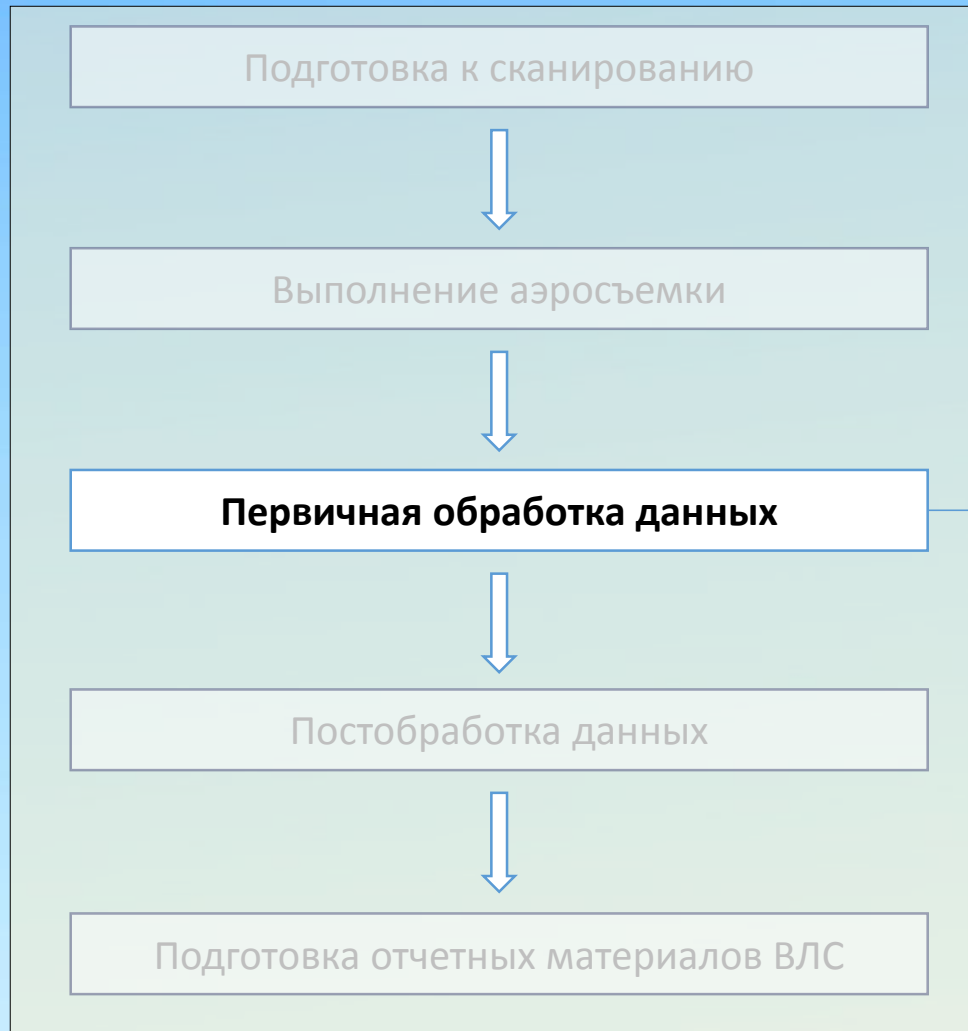 Подготовка к сканированию
Выполнение аэросъемки
Первичная обработка данных
Постобработка данных
Подготовка отчетных материалов ВЛС